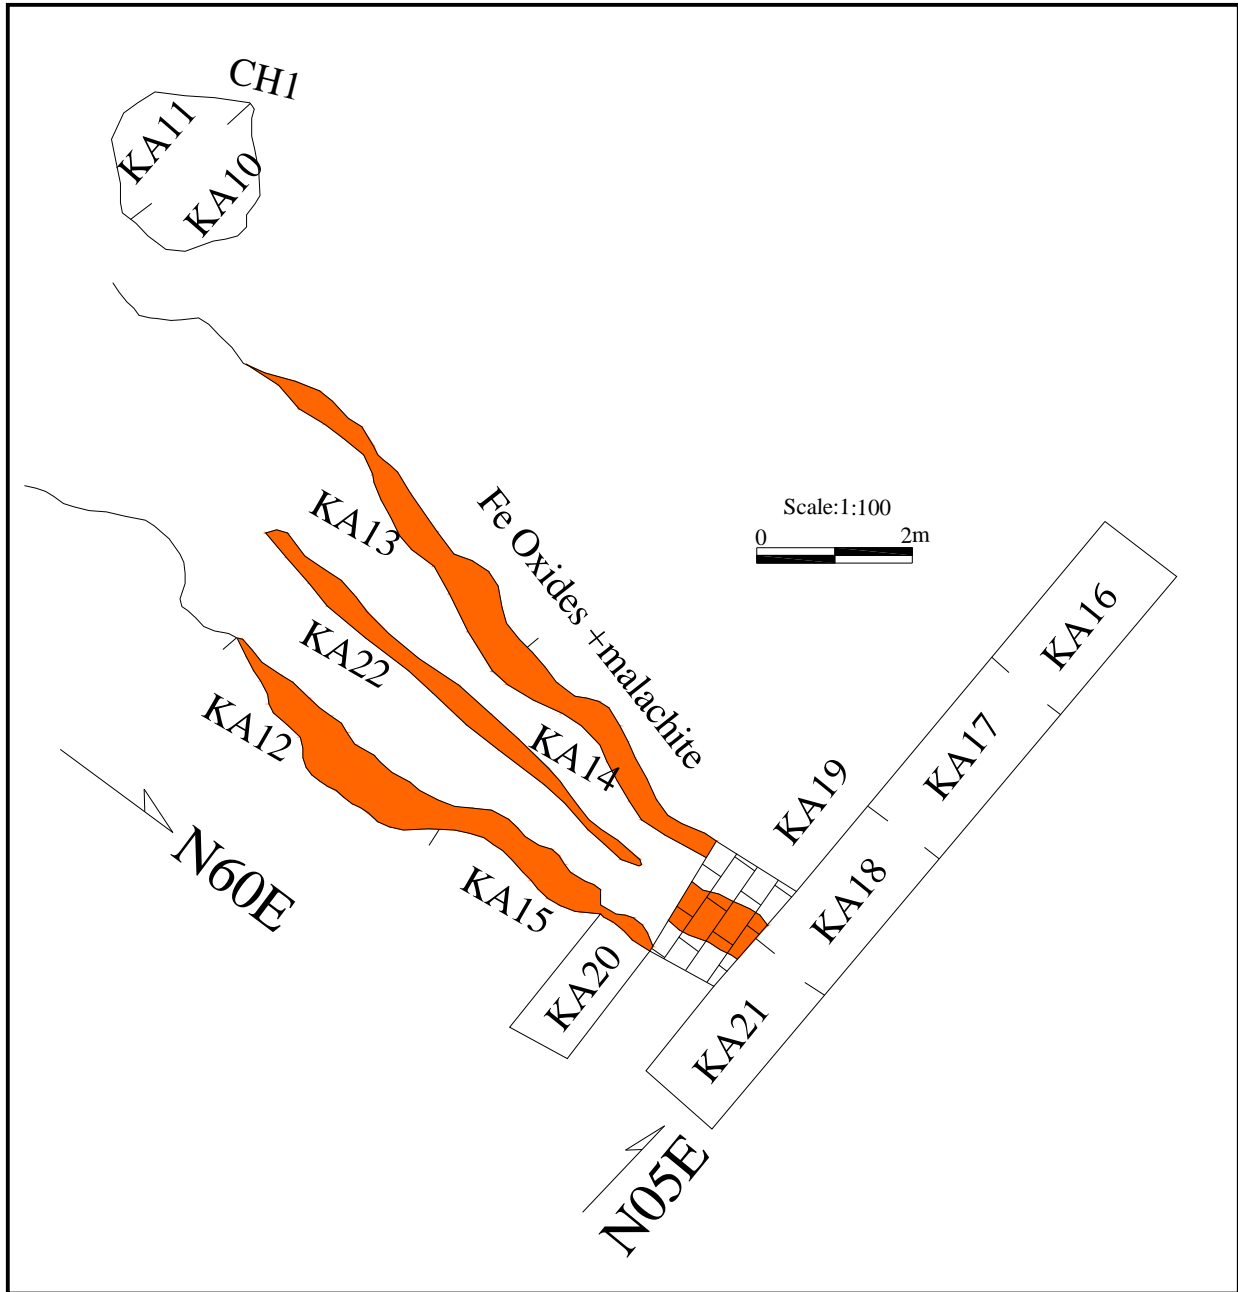 CH1
KA11
KA10
KA13
Fe Oxides +malachite
Scale:1:100
0 2m
KA16
KA22
KA12
KA17
KA14
KA19
N60E
KA18
KA15
KA20
KA21
N05E